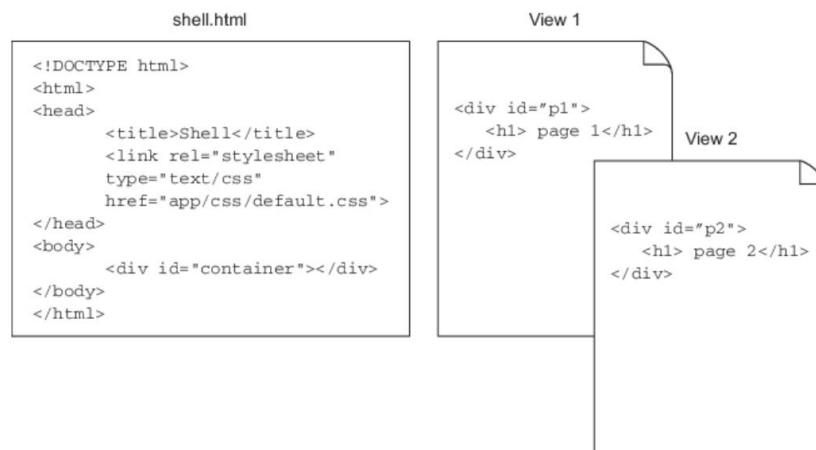 shell.html
<!DOCTYPE html>
<html>
<head>
<title>Shell</title>
<link rel="stylesheet"
type="text/css"
href="app/css/default.css">
</head>
<body>
<div id="container"></div>
</body>
</html>
View 1
<div id="p1">
<h1> page 1</h1>
</div>
View 2
<div id="p2">
<h1> page 2</h1>
</div>